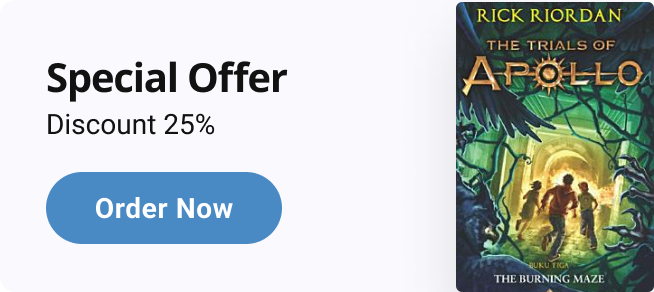 Special Offer
Discount 25%
Order Now
RICK RIORDAN
THE TRIALS OF
APOLLO
BUKU TIGA
THE BURNING MAZE